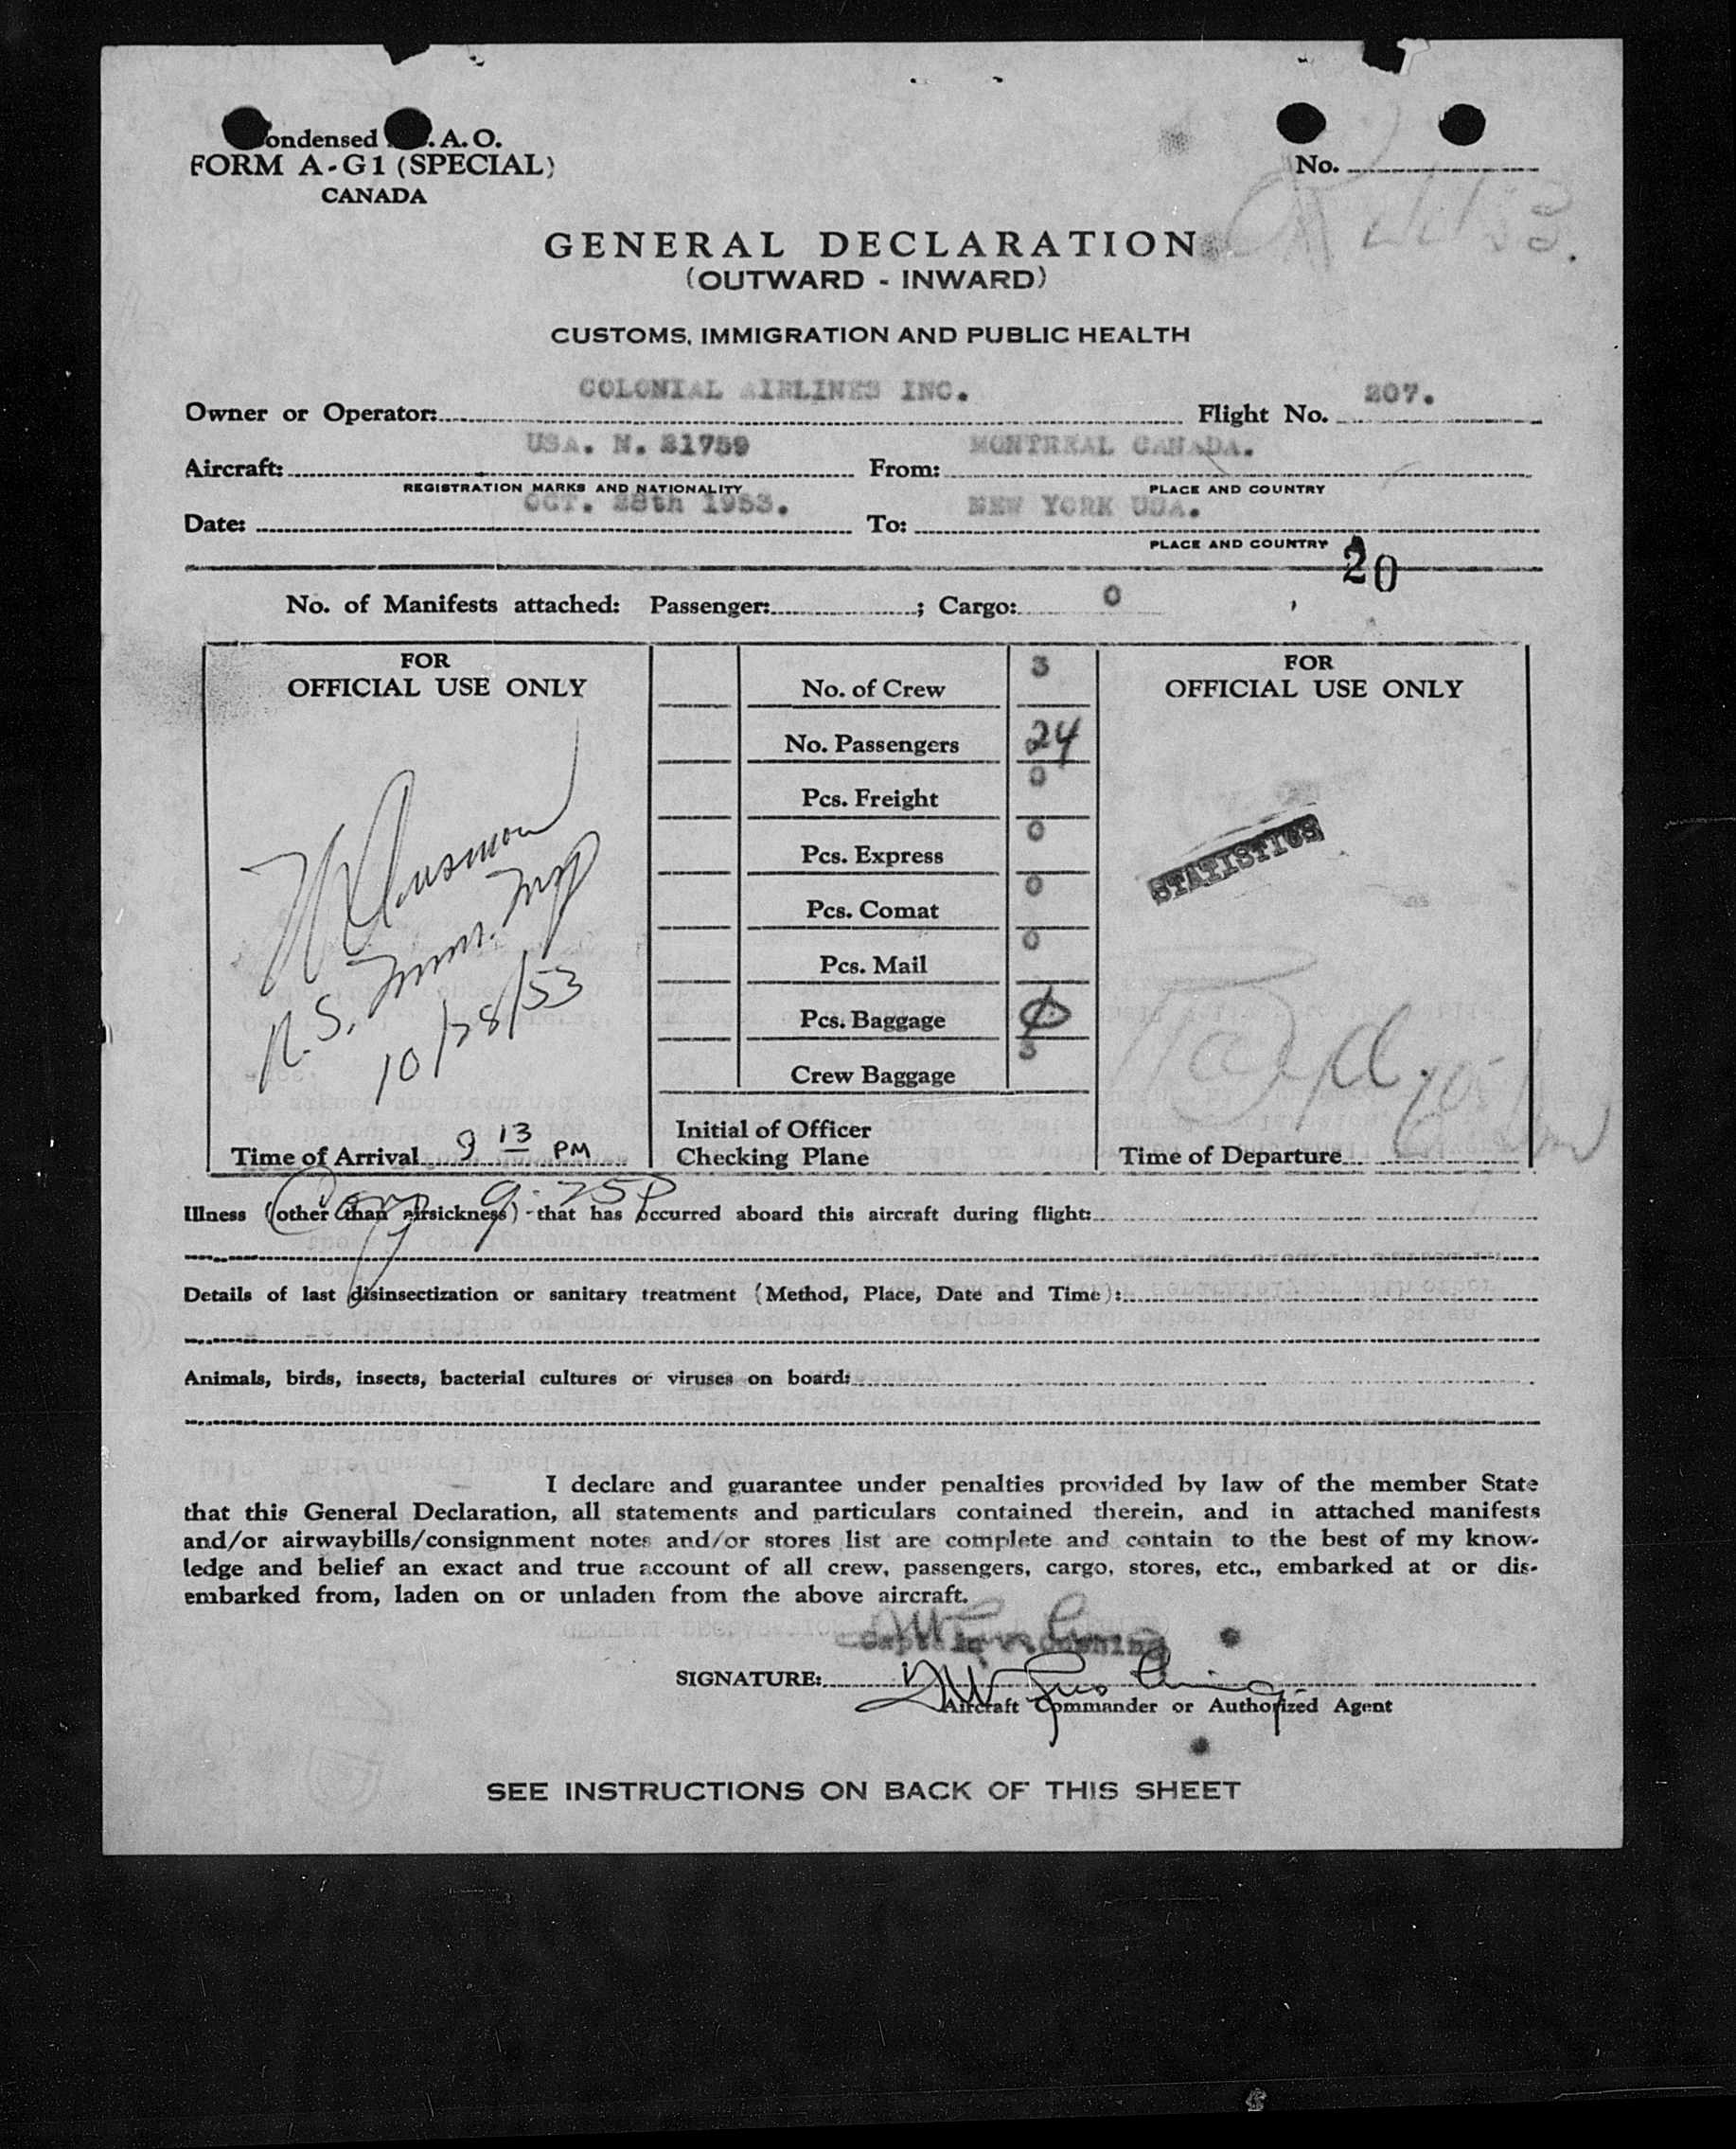 ondensed . A. O.
FORM A-G1 (SPECIAL)
CANADA
No.
GENERAL DECLARATION
(OUTWARD - INWARD)
CUSTOMS, IMMIGRATION AND PUBLIC HEALTH
Owner or Operator: COLONIAL AIRLINES INC. Flight No. 207.
Aircraft: USA. N. 21759 From: MONTREAL CANADA.
REGISTRATION MARKS AND NATIONALITY PLACE AND COUNTRY
Date: OCT. 28th 1953. To: NEW YORK USA.
PLACE AND COUNTRY
20
No. of Manifests attached: Passenger: ; Cargo: 0
FOR
OFFICIAL USE ONLY
10/28/53
Time of Arrival 9 13 PM
No. of Crew 3
No. Passengers 24
Pcs. Freight 0
Pcs. Express 0
Pcs. Comat 0
Pcs. Mail 0
Pcs. Baggage 0
Crew Baggage 3
Initial of Officer
Checking Plane
FOR
OFFICIAL USE ONLY
STATISTICS
Time of Departure
9:25P
Illness (other than airsickness) that has occurred aboard this aircraft during flight:
Details of last disinsectization or sanitary treatment (Method, Place, Date and Time):
Animals, birds, insects, bacterial cultures or viruses on board:
I declare and guarantee under penalties provided by law of the member State
that this General Declaration, all statements and particulars contained therein, and in attached manifests
and/or airwaybills/consignment notes and/or stores list are complete and contain to the best of my know-
ledge and belief an exact and true account of all crew, passengers, cargo, stores, etc., embarked at or dis-
embarked from, laden on or unladen from the above aircraft.
SIGNATURE:
Aircraft Commander or Authorized Agent
SEE INSTRUCTIONS ON BACK OF THIS SHEET